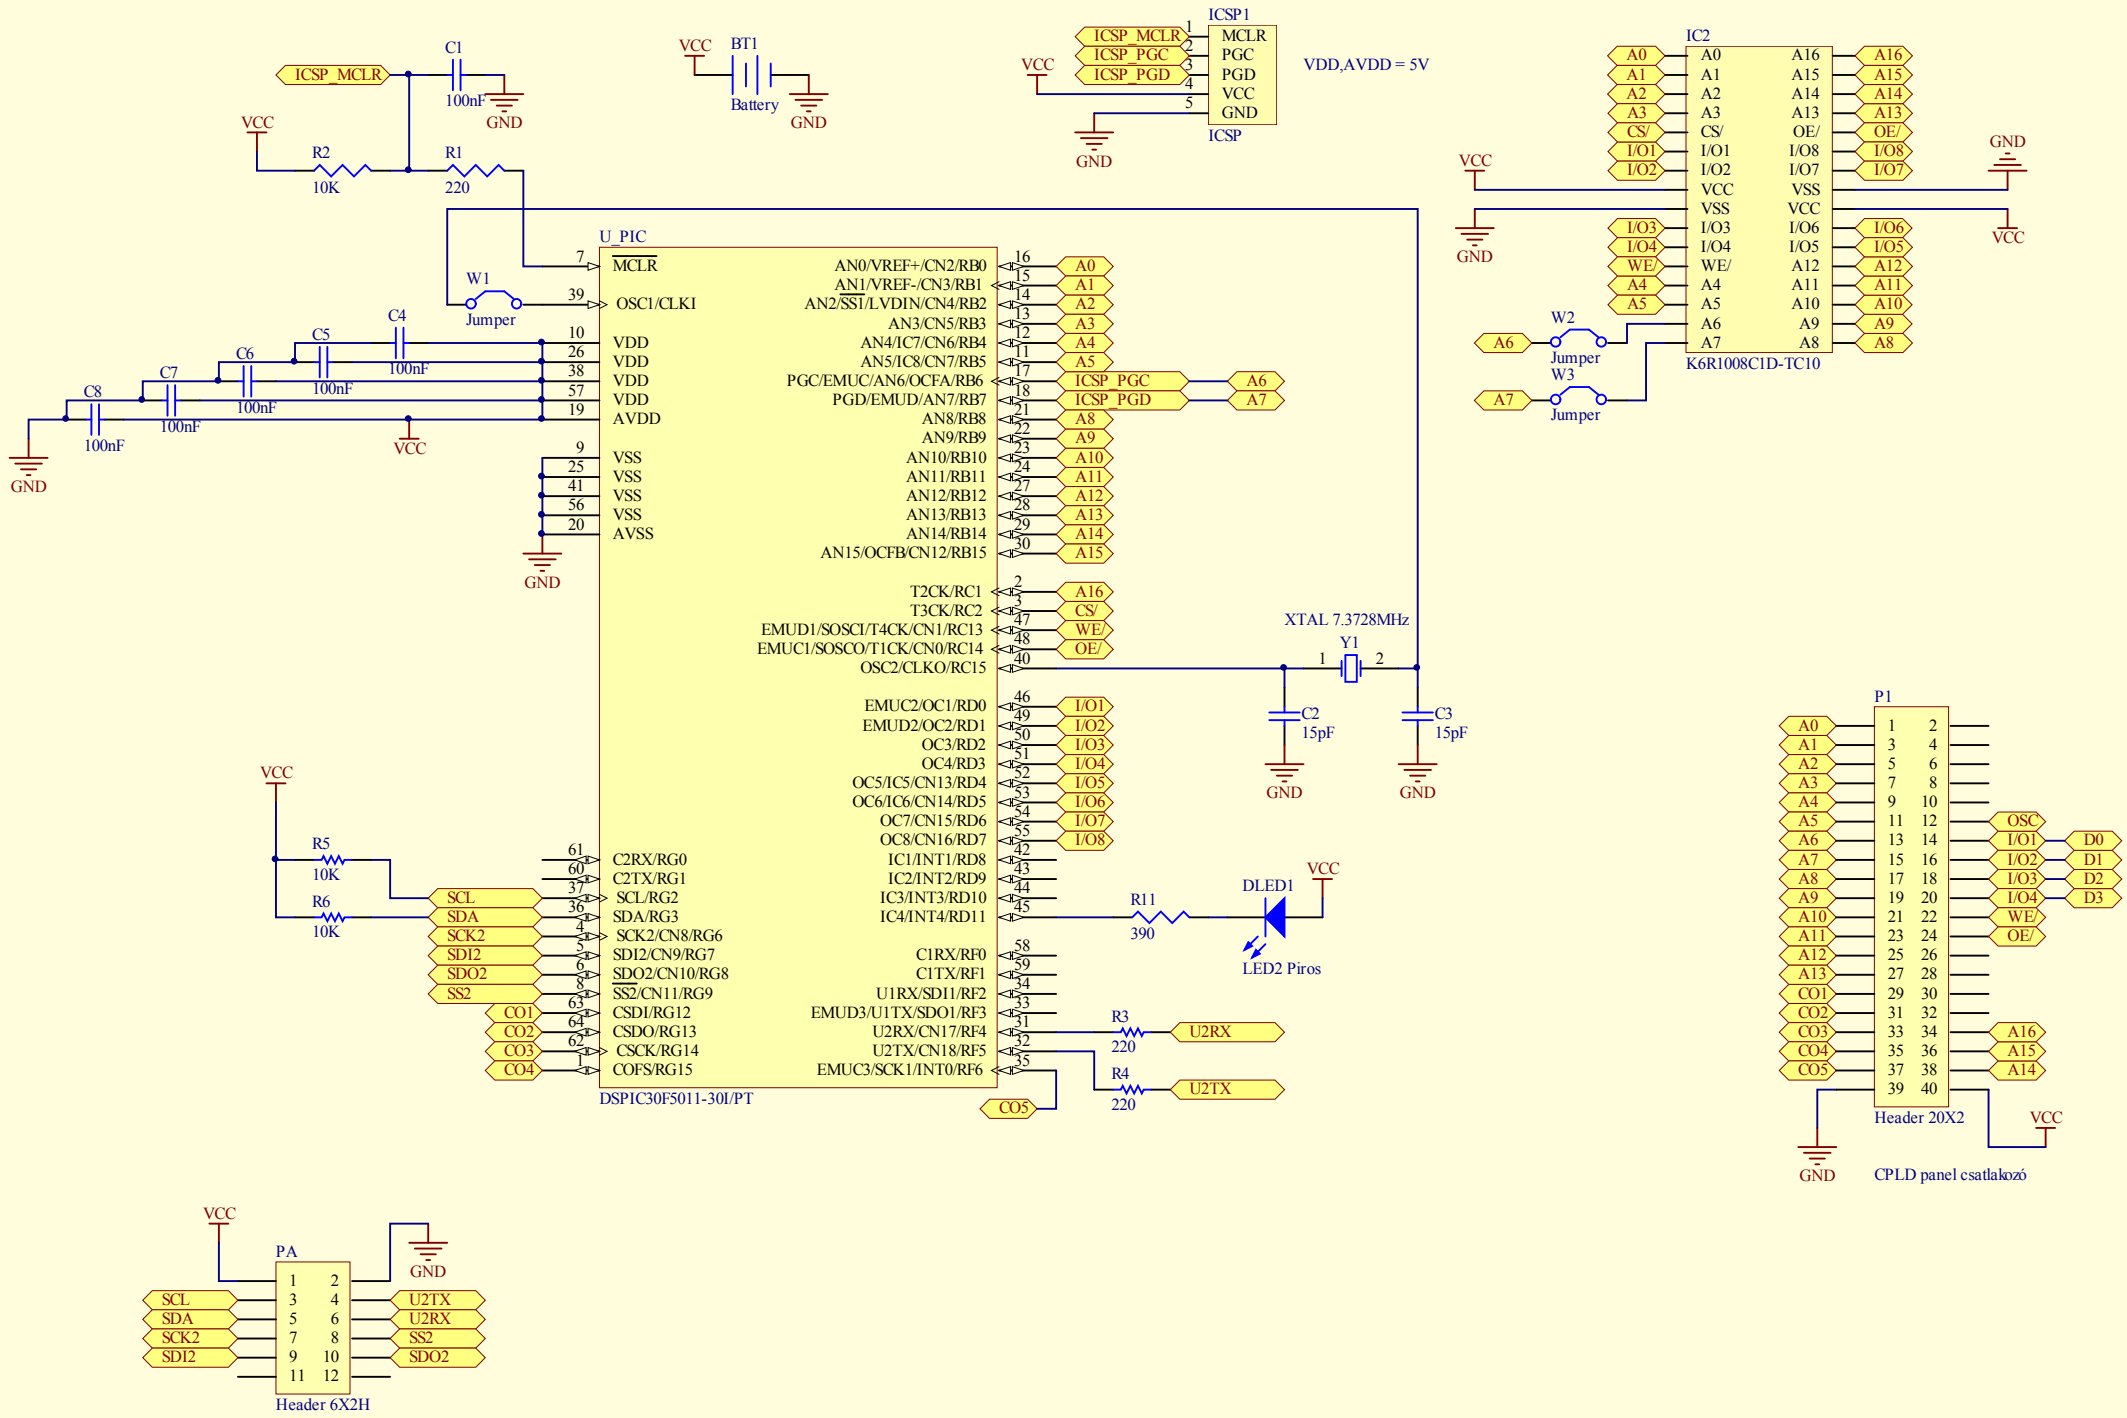 ICSP_MCLR
C1
100nF
GND
VCC
R2
10K
R1
220
VCC
BT1
Battery
GND
ICSP1
ICSP_MCLR 1 MCLR
ICSP_PGC 2 PGC
ICSP_PGD 3 PGD
VCC 4 VCC
5 GND
GND
ICSP
VDD,AVDD = 5V
IC2
A0 A0 A16 A16
A1 A1 A15 A15
A2 A2 A14 A14
A3 A3 A13 A13
CS/ CS/ OE/ OE/
I/O1 I/O1 I/O8 I/O8
I/O2 I/O2 I/O7 I/O7
VCC VCC VSS GND
GND VSS VCC VCC
I/O3 I/O3 I/O6 I/O6
I/O4 I/O4 I/O5 I/O5
WE/ WE/ A12 A12
A4 A4 A11 A11
A5 A5 A10 A10
A6 A9 A9
A7 A8 A8
K6R1008C1D-TC10
W2
A6
Jumper
W3
A7
Jumper
U_PIC
7 MCLR
W1
Jumper
39 OSC1/CLKI
10 VDD
26 VDD
38 VDD
57 VDD
19 AVDD
9 VSS
25 VSS
41 VSS
56 VSS
20 AVSS
GND
C4
100nF
C5
100nF
C6
100nF
C7
100nF
C8
100nF
GND
VCC
AN0/VREF+/CN2/RB0 16 A0
AN1/VREF-/CN3/RB1 15 A1
AN2/SS1/LVDIN/CN4/RB2 14 A2
AN3/CN5/RB3 13 A3
AN4/IC7/CN6/RB4 12 A4
AN5/IC8/CN7/RB5 11 A5
PGC/EMUC/AN6/OCFA/RB6 17 ICSP_PGC A6
PGD/EMUD/AN7/RB7 18 ICSP_PGD A7
AN8/RB8 21 A8
AN9/RB9 22 A9
AN10/RB10 23 A10
AN11/RB11 24 A11
AN12/RB12 27 A12
AN13/RB13 28 A13
AN14/RB14 29 A14
AN15/OCFB/CN12/RB15 30 A15
T2CK/RC1 2 A16
T3CK/RC2 3 CS/
EMUD1/SOSCI/T4CK/CN1/RC13 47 WE/
EMUC1/SOSCO/T1CK/CN0/RC14 48 OE/
OSC2/CLKO/RC15 40
XTAL 7.3728MHz
Y1
1 2
C2
15pF
GND
C3
15pF
GND
EMUC2/OC1/RD0 46 I/O1
EMUD2/OC2/RD1 49 I/O2
OC3/RD2 50 I/O3
OC4/RD3 51 I/O4
OC5/IC5/CN13/RD4 52 I/O5
OC6/IC6/CN14/RD5 53 I/O6
OC7/CN15/RD6 54 I/O7
OC8/CN16/RD7 55 I/O8
IC1/INT1/RD8 42
IC2/INT2/RD9 43
IC3/INT3/RD10 44
IC4/INT4/RD11 45
R11
390
DLED1
LED2 Piros
VCC
C1RX/RF0 58
C1TX/RF1 59
U1RX/SDI1/RF2 34
EMUD3/U1TX/SDO1/RF3 33
U2RX/CN17/RF4 31
U2TX/CN18/RF5 32
EMUC3/SCK1/INT0/RF6 35
R3
220
U2RX
R4
220
U2TX
CO5
VCC
R5
10K
R6
10K
61 C2RX/RG0
60 C2TX/RG1
SCL 37 SCL/RG2
SDA 36 SDA/RG3
SCK2 4 SCK2/CN8/RG6
SDI2 5 SDI2/CN9/RG7
SDO2 6 SDO2/CN10/RG8
SS2 8 SS2/CN11/RG9
CO1 63 CSDI/RG12
CO2 64 CSDO/RG13
CO3 62 CSCK/RG14
CO4 1 COFS/RG15
DSPIC30F5011-30I/PT
P1
A0 1 2
A1 3 4
A2 5 6
A3 7 8
A4 9 10
A5 11 12 OSC
A6 13 14 I/O1 D0
A7 15 16 I/O2 D1
A8 17 18 I/O3 D2
A9 19 20 I/O4 D3
A10 21 22 WE/
A11 23 24 OE/
A12 25 26
A13 27 28
CO1 29 30
CO2 31 32
CO3 33 34 A16
CO4 35 36 A15
CO5 37 38 A14
39 40
Header 20X2
GND
VCC
CPLD panel csatlakozó
VCC
GND
PA
1 2
SCL 3 4 U2TX
SDA 5 6 U2RX
SCK2 7 8 SS2
SDI2 9 10 SDO2
11 12
Header 6X2H